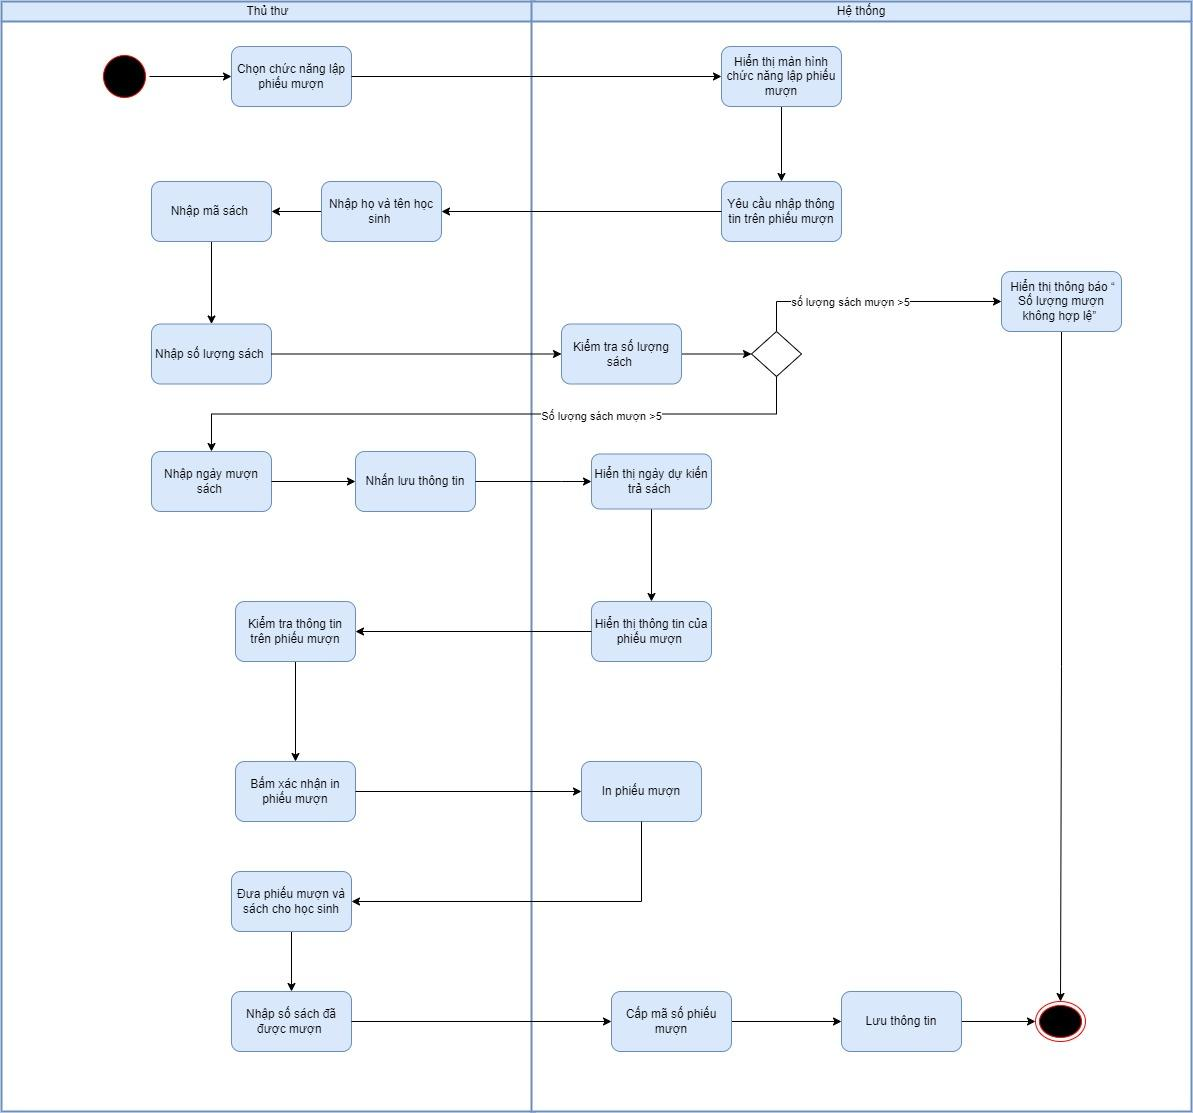 Thủ thư
Hệ thống
Chọn chức năng lập
phiếu mượn
Hiển thị màn hình
chức năng lập phiếu
mượn
Nhập mã sách
Nhập họ và tên học
sinh
Yêu cầu nhập thông
tin trên phiếu mượn
số lượng sách mượn >5
Hiển thị thông báo “
Số lượng mượn
không hợp lệ”
Nhập số lượng sách
Kiểm tra số lượng
sách
Số lượng sách mượn >5
Nhập ngày mượn
sách
Nhấn lưu thông tin
Hiển thị ngày dự kiến
trả sách
Kiểm tra thông tin
trên phiếu mượn
Hiển thị thông tin của
phiếu mượn
Bấm xác nhận in
phiếu mượn
In phiếu mượn
Đưa phiếu mượn và
sách cho học sinh
Nhập số sách đã
được mượn
Cấp mã số phiếu
mượn
Lưu thông tin